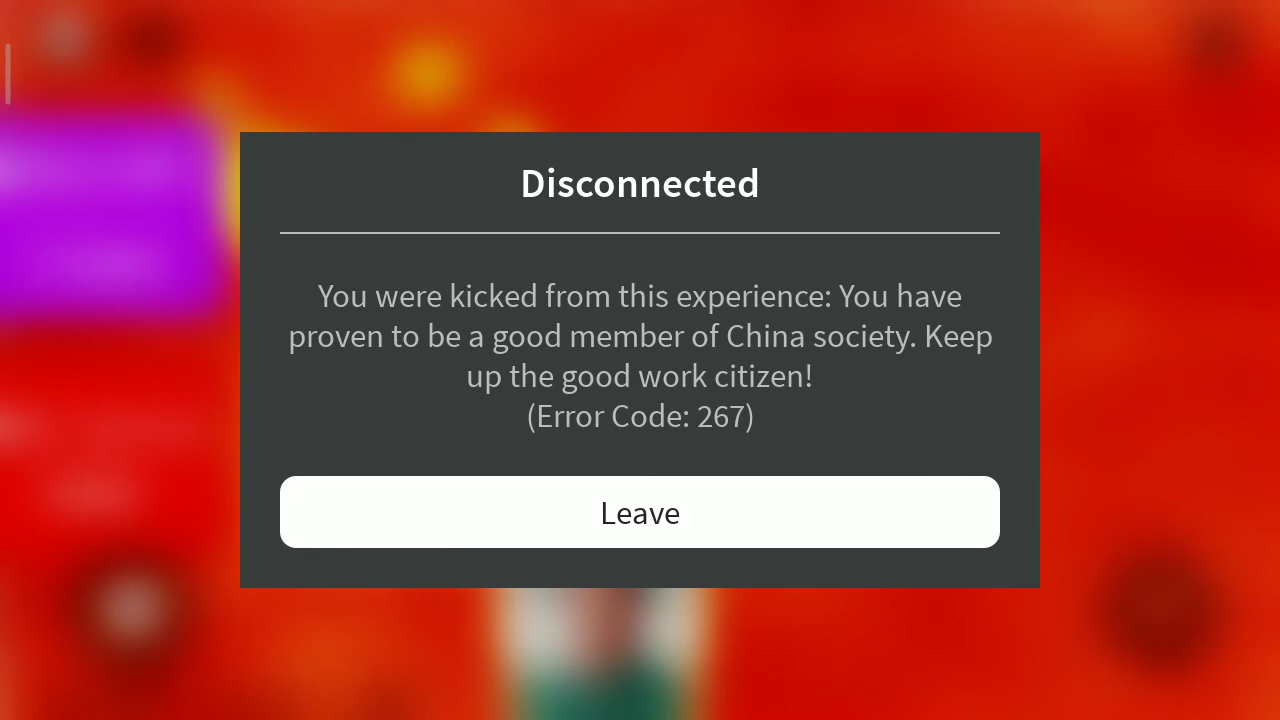 Disconnected
You were kicked from this experience: You have
proven to be a good member of China society. Keep
up the good work citizen!
(Error Code: 267)
Leave